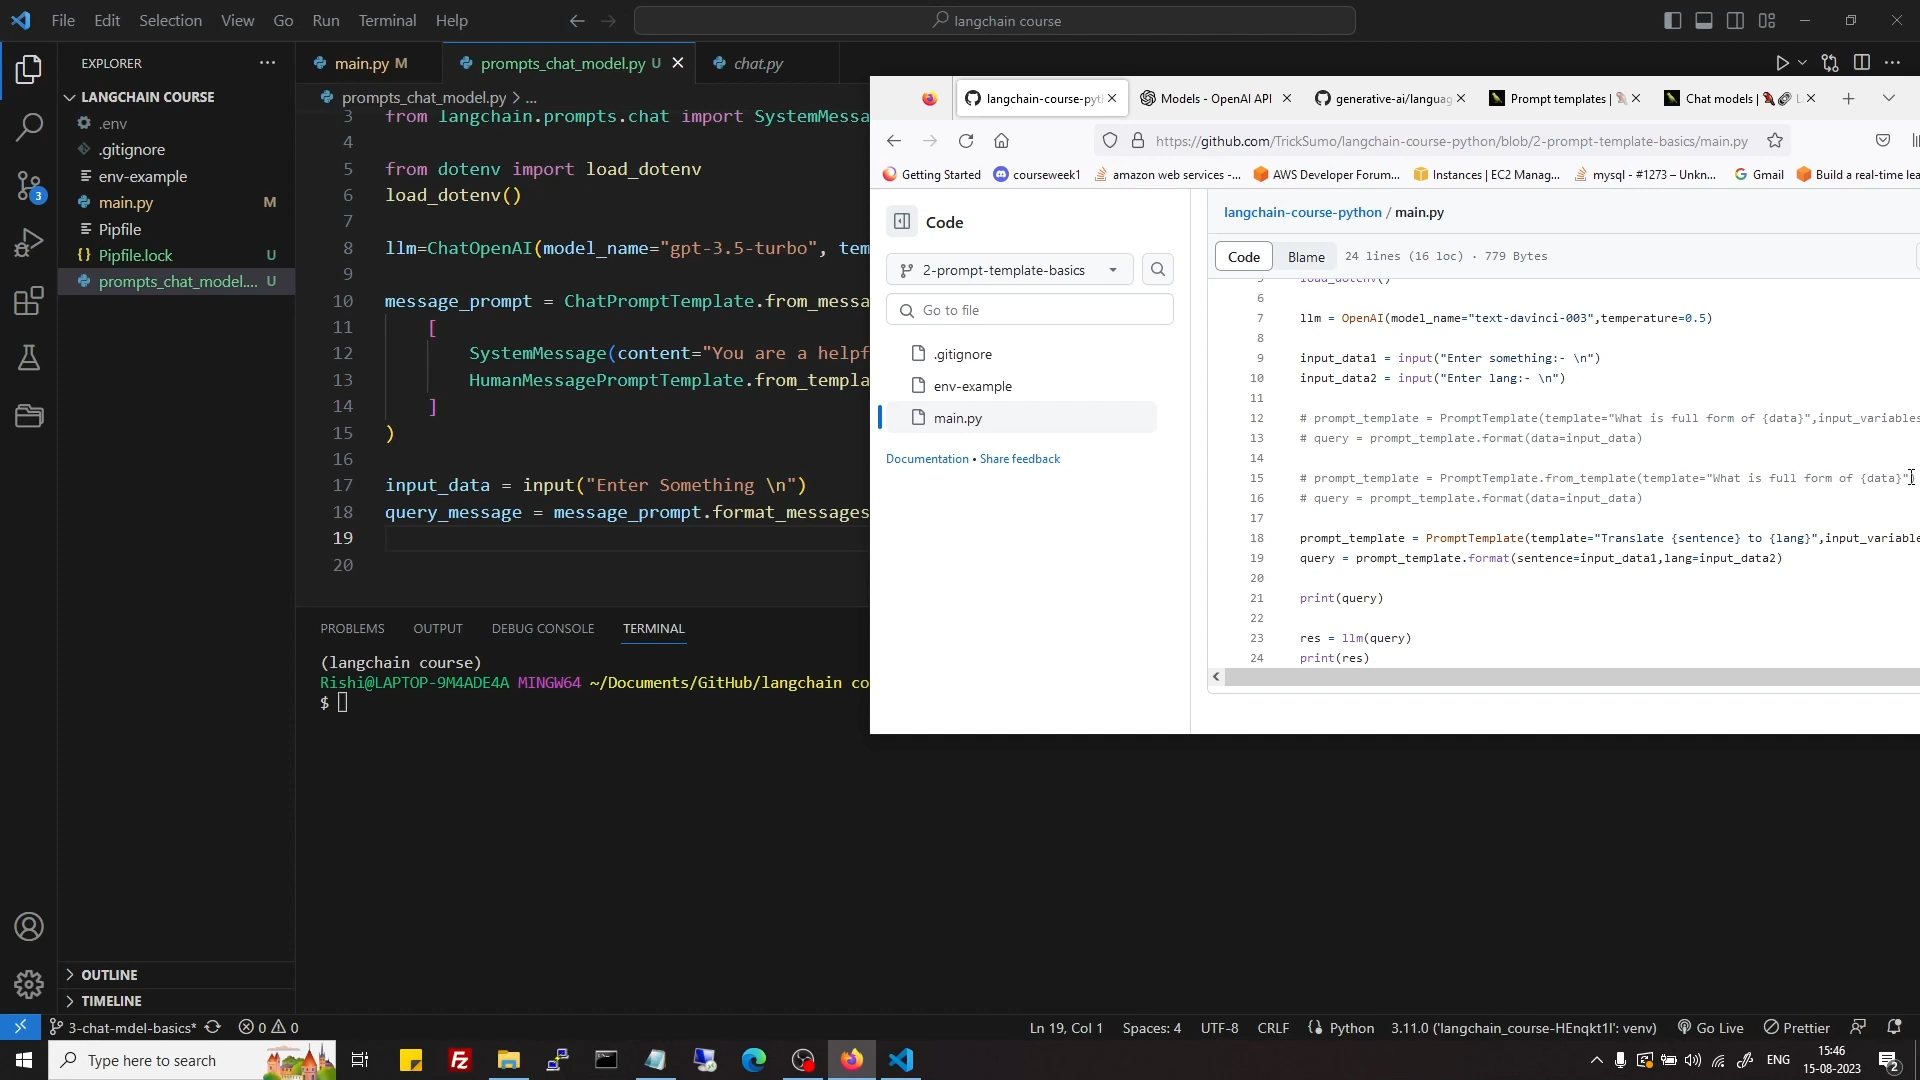 File Edit Selection View Go Run Terminal Help
langchain course
EXPLORER
LANGCHAIN COURSE
.env
.gitignore
env-example
main.py M
Pipfile
Pipfile.lock U
prompts_chat_model.... U
OUTLINE
TIMELINE
main.py M
prompts_chat_model.py U
chat.py
prompts_chat_model.py > ...
3 from langchain.prompts.chat import SystemMessa
4
5 from dotenv import load_dotenv
6 load_dotenv()
7
8 llm=ChatOpenAI(model_name="gpt-3.5-turbo", tem
9
10 message_prompt = ChatPromptTemplate.from_messa
11 [
12 SystemMessage(content="You are a helpf
13 HumanMessagePromptTemplate.from_templa
14 ]
15 )
16
17 input_data = input("Enter Something \n")
18 query_message = message_prompt.format_messages
19
20
PROBLEMS OUTPUT DEBUG CONSOLE TERMINAL
(langchain course)
Rishi@LAPTOP-9M4ADE4A MINGW64 ~/Documents/GitHub/langchain co
$
langchain-course-pyt
Models - OpenAI API
generative-ai/languag
Prompt templates |
Chat models |
https://github.com/TrickSumo/langchain-course-python/blob/2-prompt-template-basics/main.py
Getting Started
courseweek1
amazon web services -...
AWS Developer Forum...
Instances | EC2 Manag...
mysql - #1273 – Unkn...
Gmail
Build a real-time lea
Code
2-prompt-template-basics
Go to file
.gitignore
env-example
main.py
Documentation • Share feedback
langchain-course-python / main.py
Code Blame 24 lines (16 loc) · 779 Bytes
5 load_dotenv()
6
7 llm = OpenAI(model_name="text-davinci-003",temperature=0.5)
8
9 input_data1 = input("Enter something:- \n")
10 input_data2 = input("Enter lang:- \n")
11
12 # prompt_template = PromptTemplate(template="What is full form of {data}",input_variables
13 # query = prompt_template.format(data=input_data)
14
15 # prompt_template = PromptTemplate.from_template(template="What is full form of {data}")
16 # query = prompt_template.format(data=input_data)
17
18 prompt_template = PromptTemplate(template="Translate {sentence} to {lang}",input_variable
19 query = prompt_template.format(sentence=input_data1,lang=input_data2)
20
21 print(query)
22
23 res = llm(query)
24 print(res)
3
3-chat-mdel-basics* 0 0
Ln 19, Col 1 Spaces: 4 UTF-8 CRLF Python 3.11.0 ('langchain_course-HEnqkt1I': venv) Go Live Prettier
Type here to search
ENG
15:46
15-08-2023
2